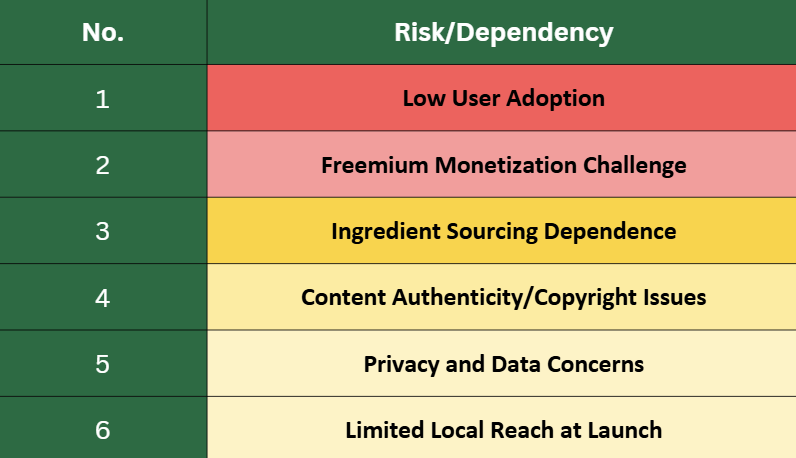 No. Risk/Dependency
1 Low User Adoption
2 Freemium Monetization Challenge
3 Ingredient Sourcing Dependence
4 Content Authenticity/Copyright Issues
5 Privacy and Data Concerns
6 Limited Local Reach at Launch